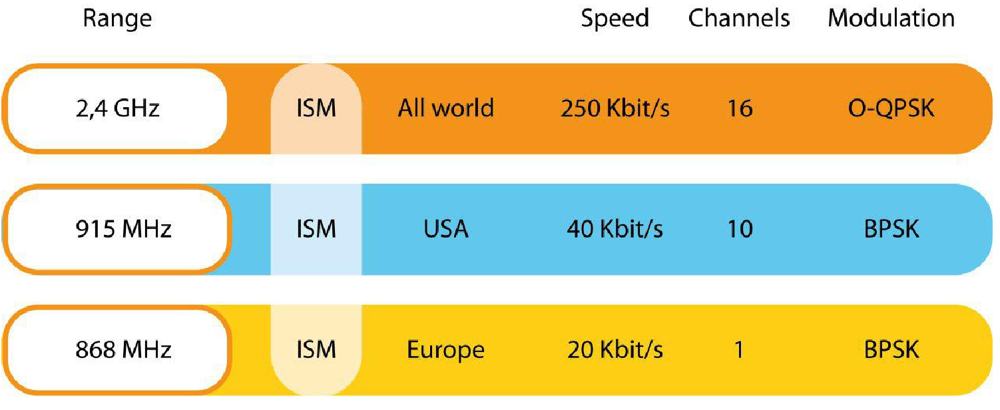 Range Speed Channels Modulation
2,4 GHz ISM All world 250 Kbit/s 16 O-QPSK
915 MHz ISM USA 40 Kbit/s 10 BPSK
868 MHz ISM Europe 20 Kbit/s 1 BPSK